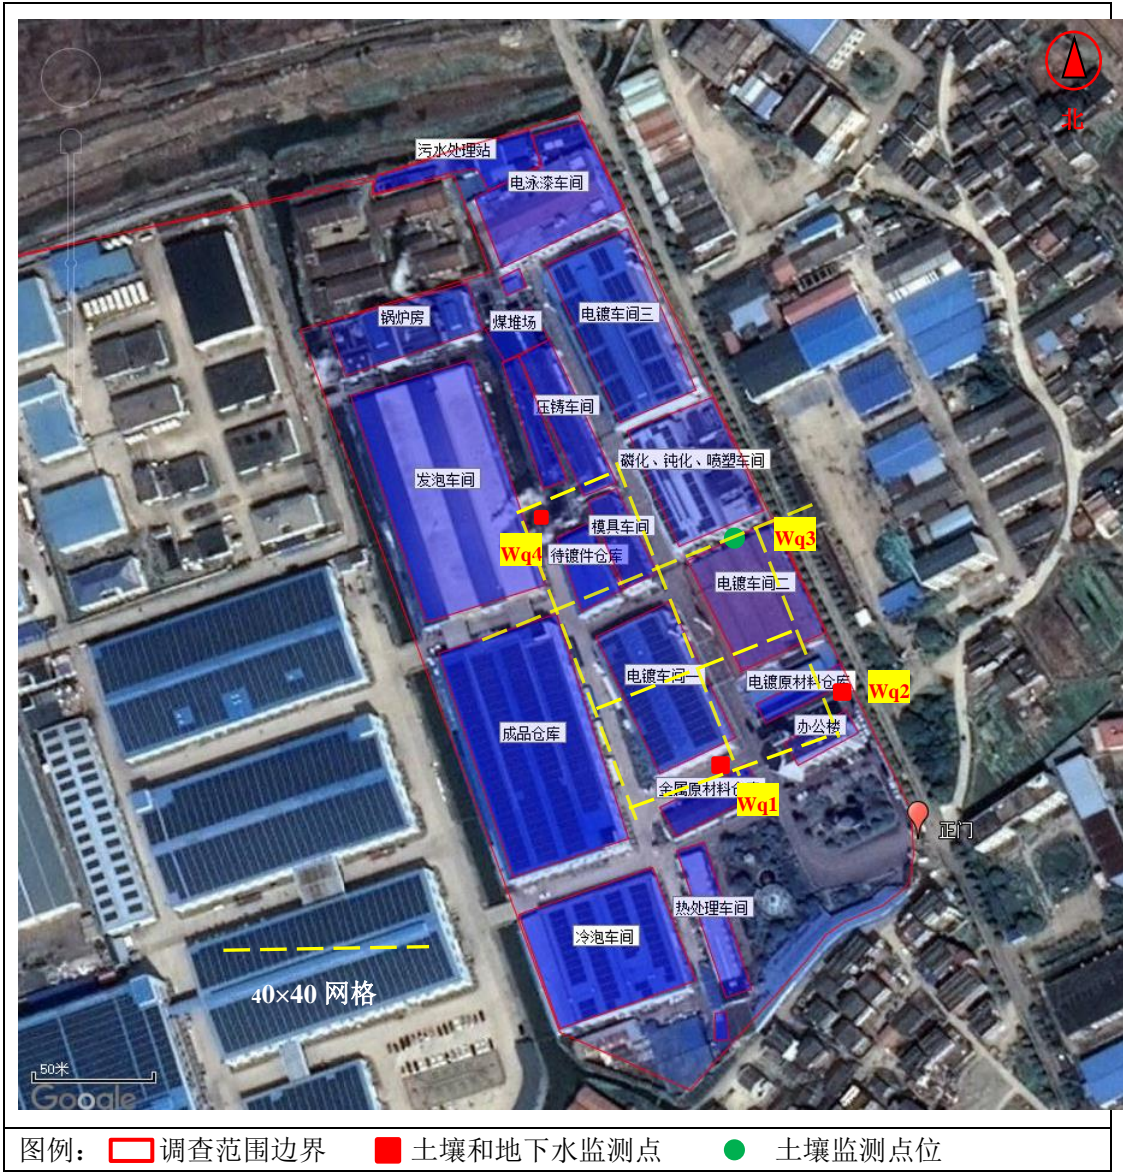 北
污水处理站
电泳漆车间
电镀车间三
锅炉房
煤堆场
压铸车间
磷化、钝化、喷塑车间
发泡车间
模具车间
Wq3
Wq4
待镀件仓库
电镀车间二
电镀车间一
电镀原材料仓库
Wq2
办公楼
成品仓库
金属原材料仓
Wq1
正门
热处理车间
冷泡车间
40×40 网格
50米
Google
图例： 调查范围边界 土壤和地下水监测点 土壤监测点位